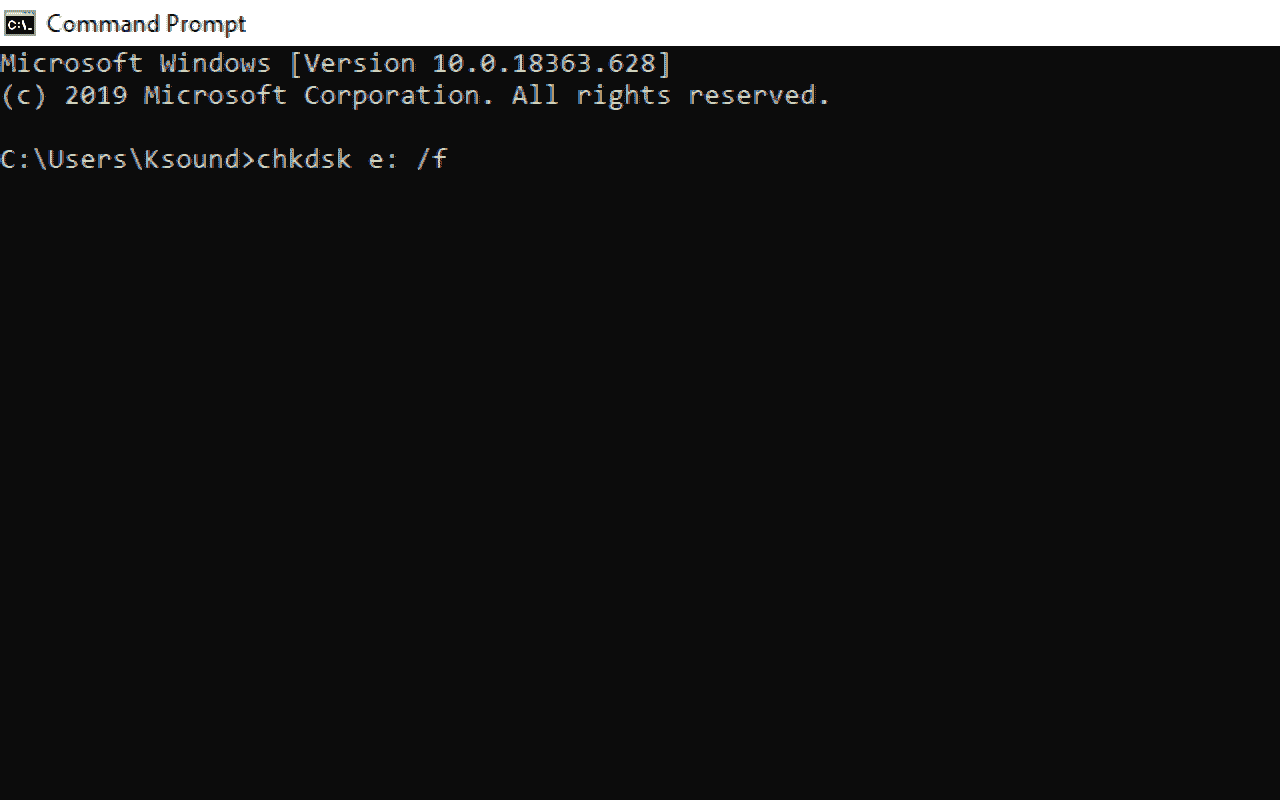 Command Prompt
Microsoft Windows [Version 10.0.18363.628]
(c) 2019 Microsoft Corporation. All rights reserved.
C:\Users\Ksound>chkdsk e: /f